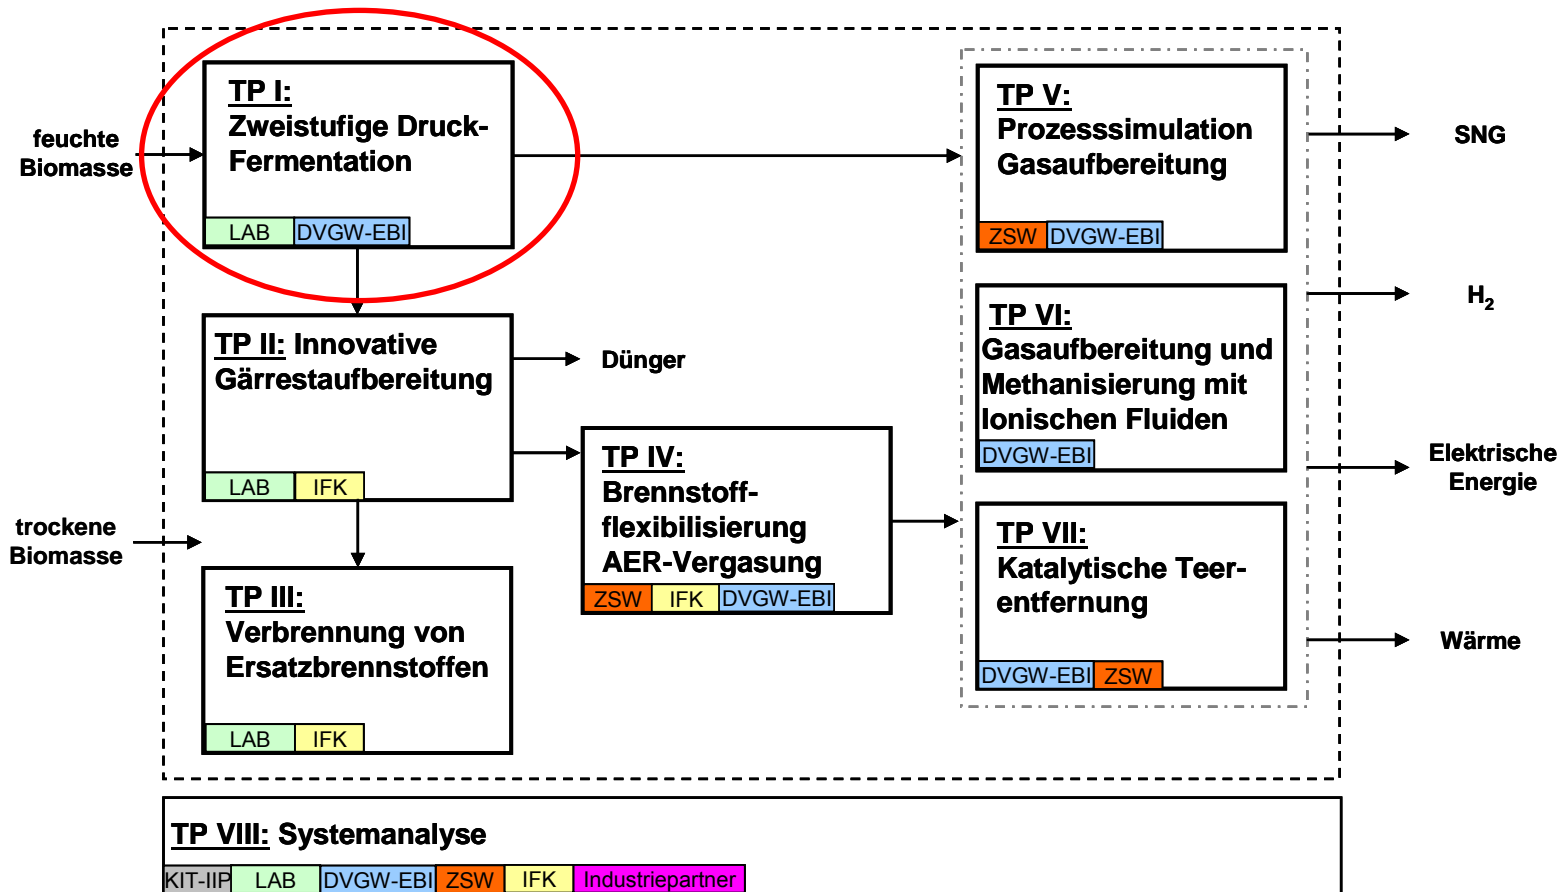 TP I:
Zweistufige Druck-
Fermentation
LAB DVGW-EBI
feuchte
Biomasse
TP II: Innovative
Gärrestaufbereitung
LAB IFK
Dünger
trockene
Biomasse
TP III:
Verbrennung von
Ersatzbrennstoffen
LAB IFK
TP IV:
Brennstoff-
flexibilisierung
AER-Vergasung
ZSW IFK DVGW-EBI
TP V:
Prozesssimulation
Gasaufbereitung
ZSW DVGW-EBI
TP VI:
Gasaufbereitung und
Methanisierung mit
Ionischen Fluiden
DVGW-EBI
TP VII:
Katalytische Teer-
entfernung
DVGW-EBI ZSW
SNG
H₂
Elektrische
Energie
Wärme
TP VIII: Systemanalyse
KIT-IIP LAB DVGW-EBI ZSW IFK Industriepartner